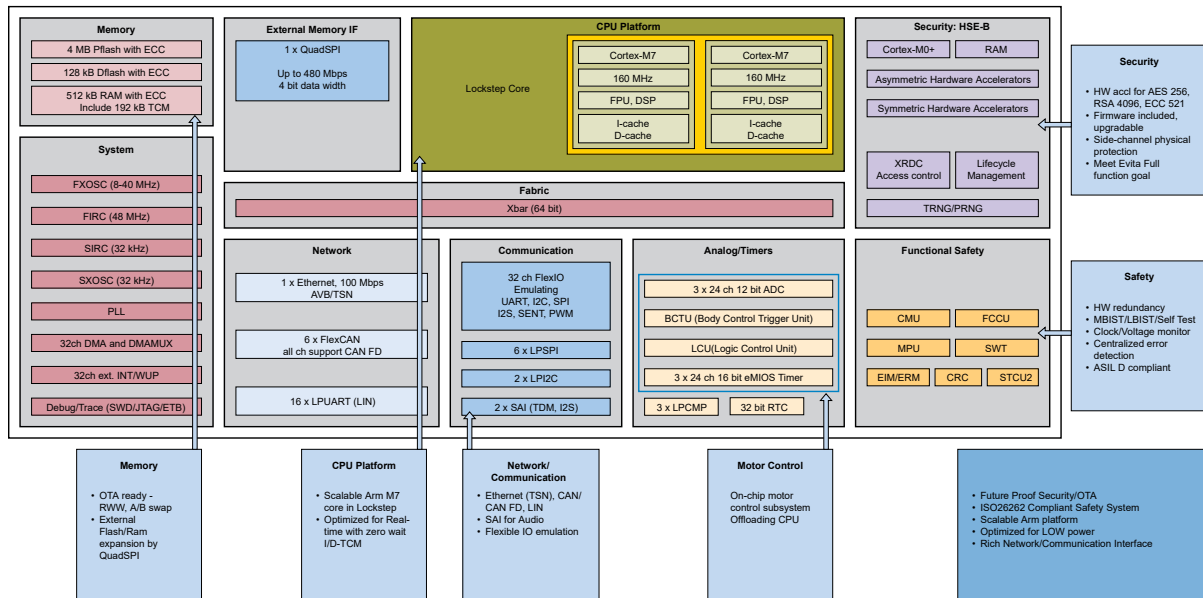 Memory
4 MB Pflash with ECC
128 kB Dflash with ECC
512 kB RAM with ECC
Include 192 kB TCM
System
FXOSC (8-40 MHz)
FIRC (48 MHz)
SIRC (32 kHz)
SXOSC (32 kHz)
PLL
32ch DMA and DMAMUX
32ch ext. INT/WUP
Debug/Trace (SWD/JTAG/ETB)
External Memory IF
1 x QuadSPI
Up to 480 Mbps
4 bit data width
CPU Platform
Lockstep Core
Cortex-M7
160 MHz
FPU, DSP
I-cache
D-cache
Cortex-M7
160 MHz
FPU, DSP
I-cache
D-cache
Fabric
Xbar (64 bit)
Network
1 x Ethernet, 100 Mbps
AVB/TSN
6 x FlexCAN
all ch support CAN FD
16 x LPUART (LIN)
Communication
32 ch FlexIO
Emulating
UART, I2C, SPI
I2S, SENT, PWM
6 x LPSPI
2 x LPI2C
2 x SAI (TDM, I2S)
Analog/Timers
3 x 24 ch 12 bit ADC
BCTU (Body Control Trigger Unit)
LCU(Logic Control Unit)
3 x 24 ch 16 bit eMIOS Timer
3 x LPCMP
32 bit RTC
Security: HSE-B
Cortex-M0+
RAM
Asymmetric Hardware Accelerators
Symmetric Hardware Accelerators
XRDC
Access control
Lifecycle
Management
TRNG/PRNG
Functional Safety
CMU
FCCU
MPU
SWT
EIM/ERM
CRC
STCU2
Security
• HW accl for AES 256,
RSA 4096, ECC 521
• Firmware included,
upgradable
• Side-channel physical
protection
• Meet Evita Full
function goal
Safety
• HW redundancy
• MBIST/LBIST/Self Test
• Clock/Voltage monitor
• Centralized error
detection
• ASIL D compliant
Memory
• OTA ready -
RWW, A/B swap
• External
Flash/Ram
expansion by
QuadSPI
CPU Platform
• Scalable Arm M7
core in Lockstep
• Optimized for Real-
time with zero wait
I/D-TCM
Network/
Communication
• Ethernet (TSN), CAN/
CAN FD, LIN
• SAI for Audio
• Flexible IO emulation
Motor Control
On-chip motor
control subsystem
Offloading CPU
• Future Proof Security/OTA
• ISO26262 Compliant Safety System
• Scalable Arm platform
• Optimized for LOW power
• Rich Network/Communication Interface